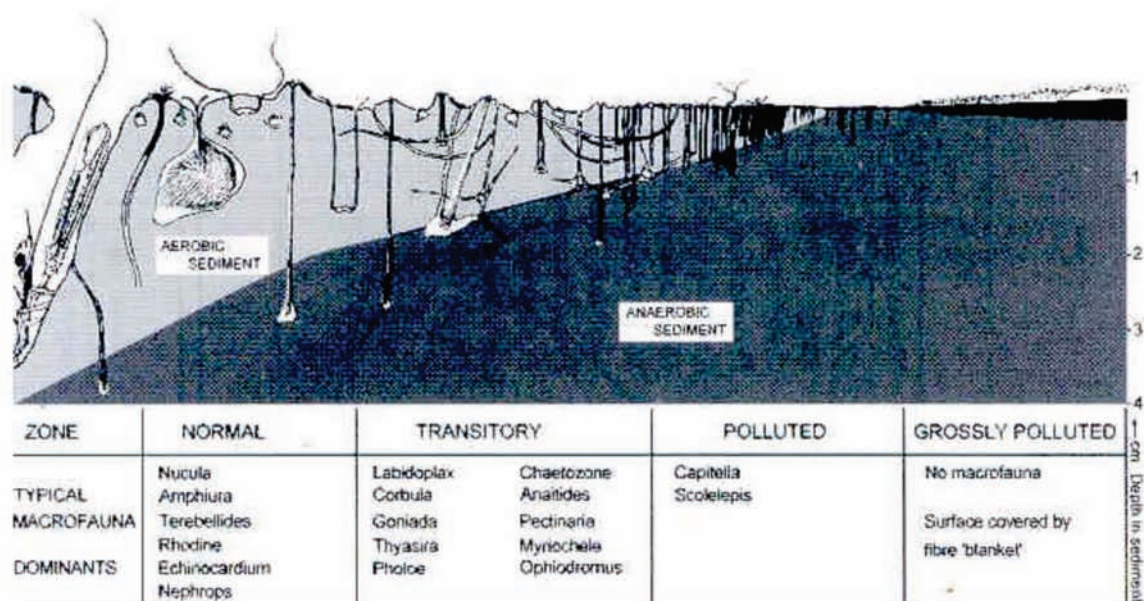 AEROBIC
SEDIMENT
ANAEROBIC
SEDIMENT
1
2
3
4
cm Depth in sediment
ZONE NORMAL TRANSITORY POLLUTED GROSSLY POLLUTED
TYPICAL
MACROFAUNA
DOMINANTS
Nucula
Amphiura
Terebellides
Rhodine
Echinocardium
Nephrops
Labidoplax
Corbula
Goniada
Thyasira
Pholoe
Chaetozone
Anaitides
Pectinaria
Myriochele
Ophiodromus
Capitella
Scolelepis
No macrofauna
Surface covered by
fibre 'blanket'